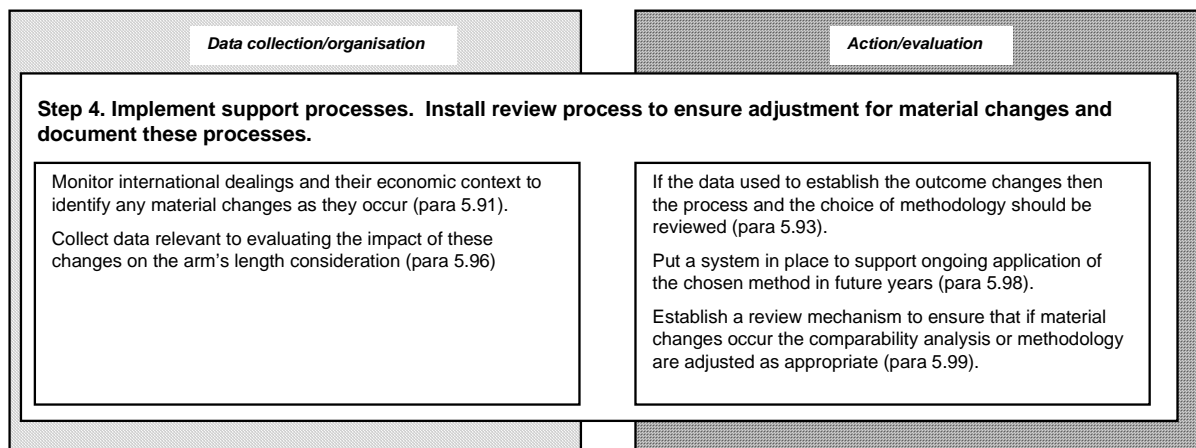 Data collection/organisation
Action/evaluation
Step 4. Implement support processes.  Install review process to ensure adjustment for material changes and
document these processes.
Monitor international dealings and their economic context to
identify any material changes as they occur (para 5.91).
Collect data relevant to evaluating the impact of these
changes on the arm’s length consideration (para 5.96)
If the data used to establish the outcome changes then
the process and the choice of methodology should be
reviewed (para 5.93).
Put a system in place to support ongoing application of
the chosen method in future years (para 5.98).
Establish a review mechanism to ensure that if material
changes occur the comparability analysis or methodology
are adjusted as appropriate (para 5.99).